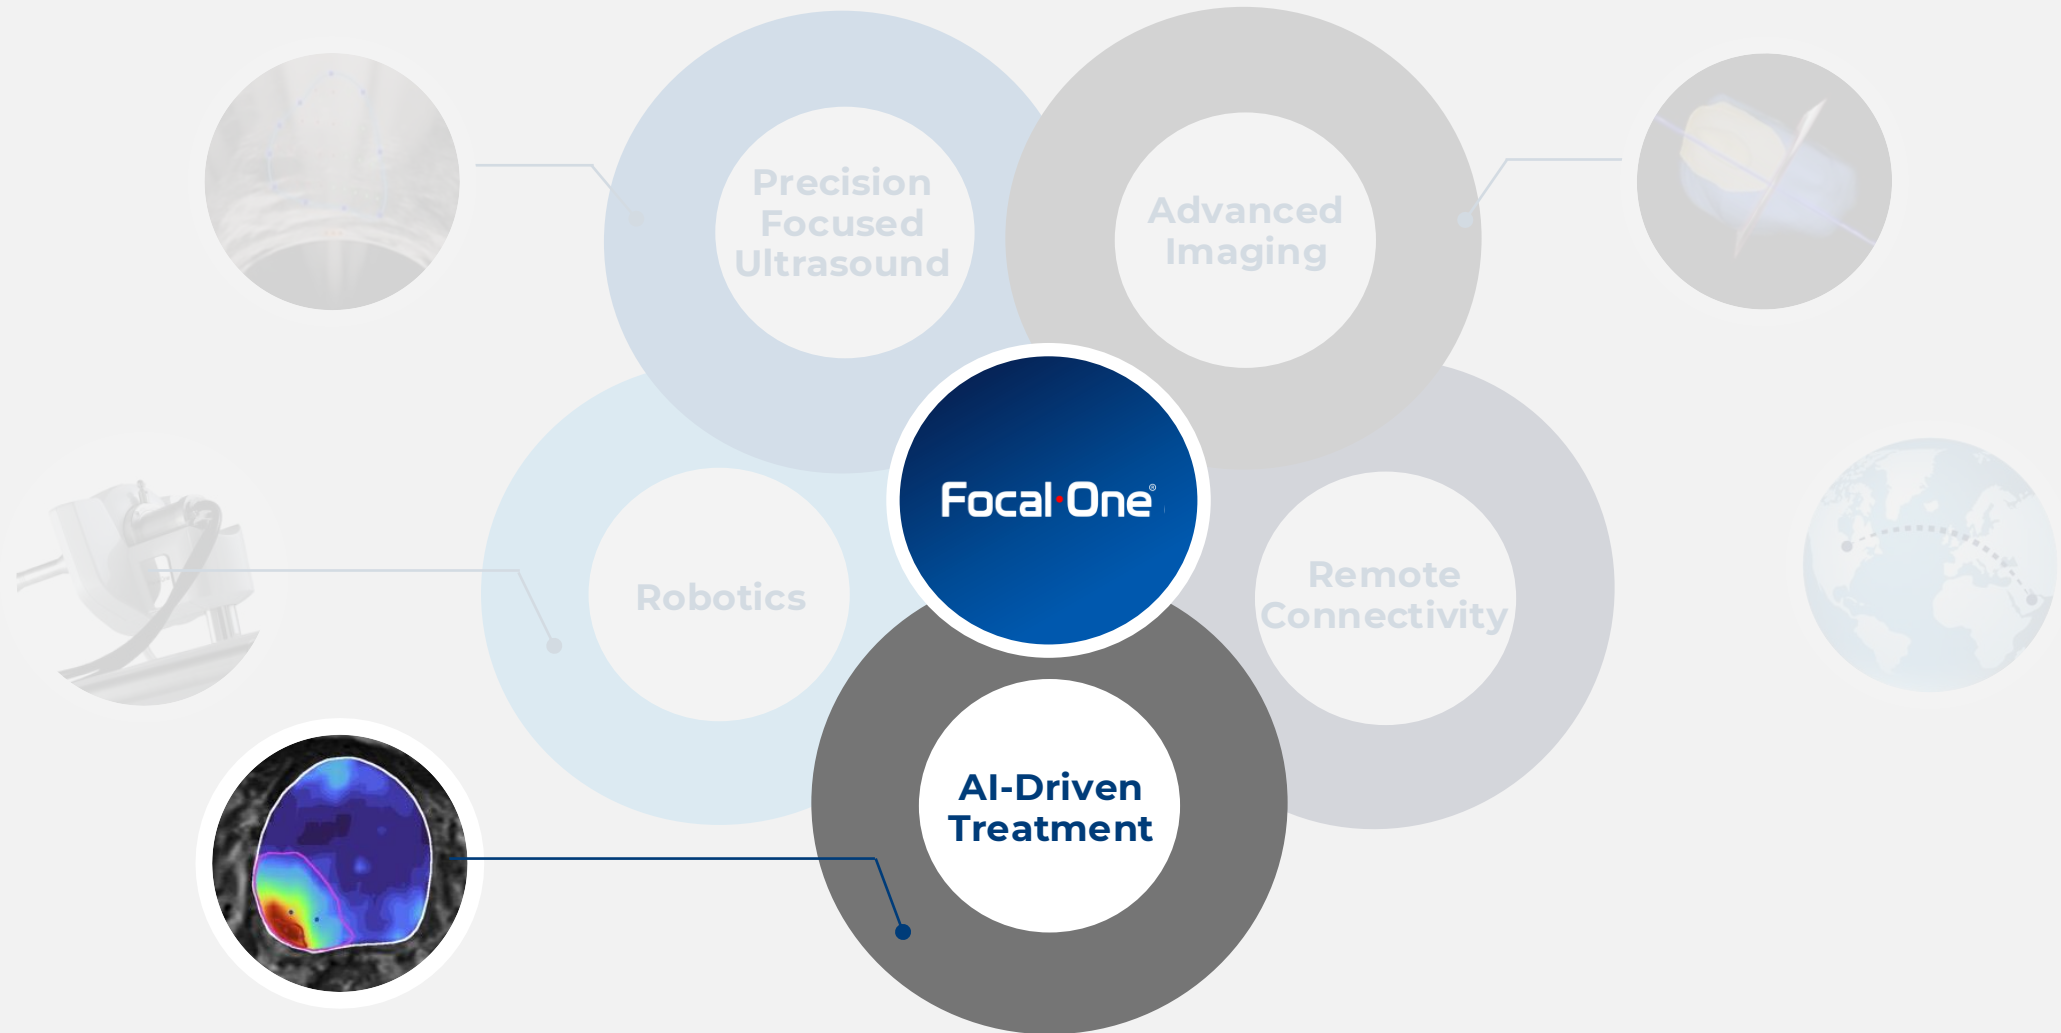 Precision
Focused
Ultrasound
Advanced
Imaging
Focal·One®
Robotics
Remote
Connectivity
AI-Driven
Treatment